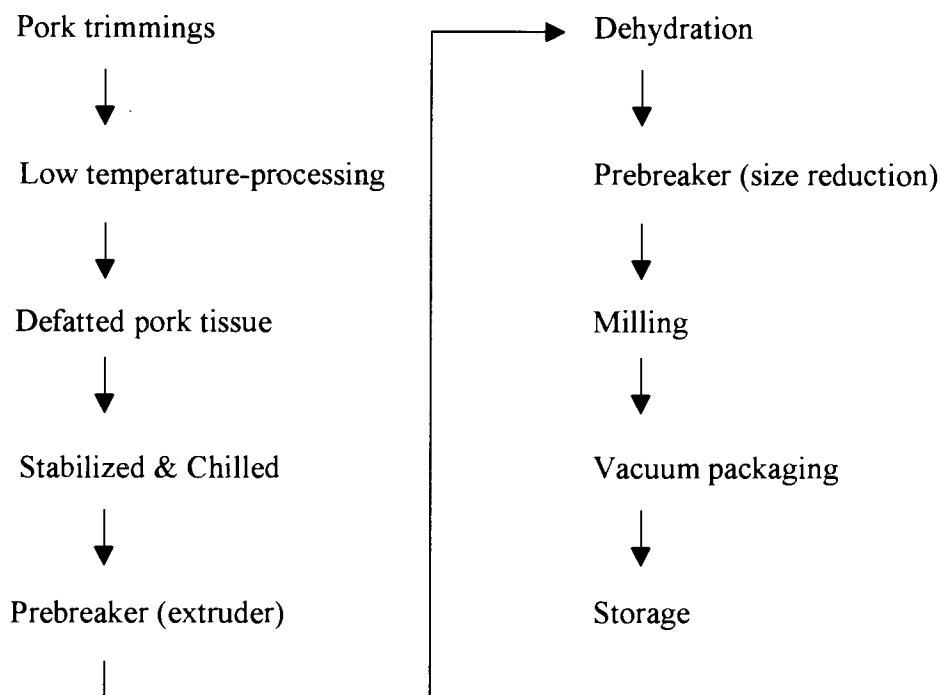 Pork trimmings
Low temperature-processing
Defatted pork tissue
Stabilized & Chilled
Prebreaker (extruder)
Dehydration
Prebreaker (size reduction)
Milling
Vacuum packaging
Storage